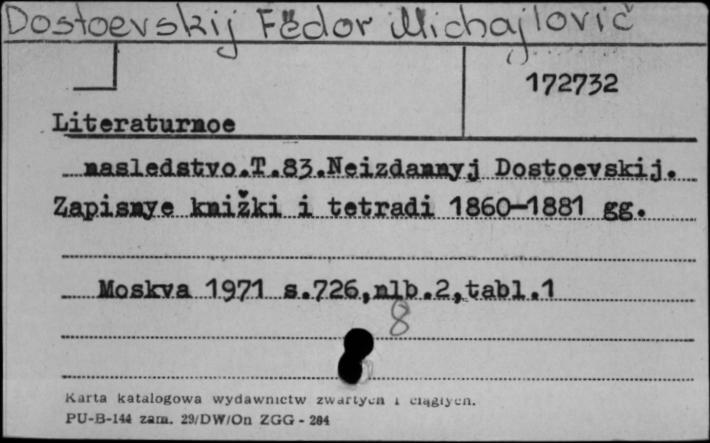 Dostoevskij Fëdor Michajlovič
172732
Literaturnoe
nasledstvo.T.83.Neizdannyj Dostoevskij.
Zapisnye knižki i tetradi 1860-1881 gg.
Moskva 1971 s.726,nlb.2,tabl.1
8
Karta katalogowa wydawnictw zwartych i ciągłych.
PU-B-144 zam. 29/DW/On ZGG - 204